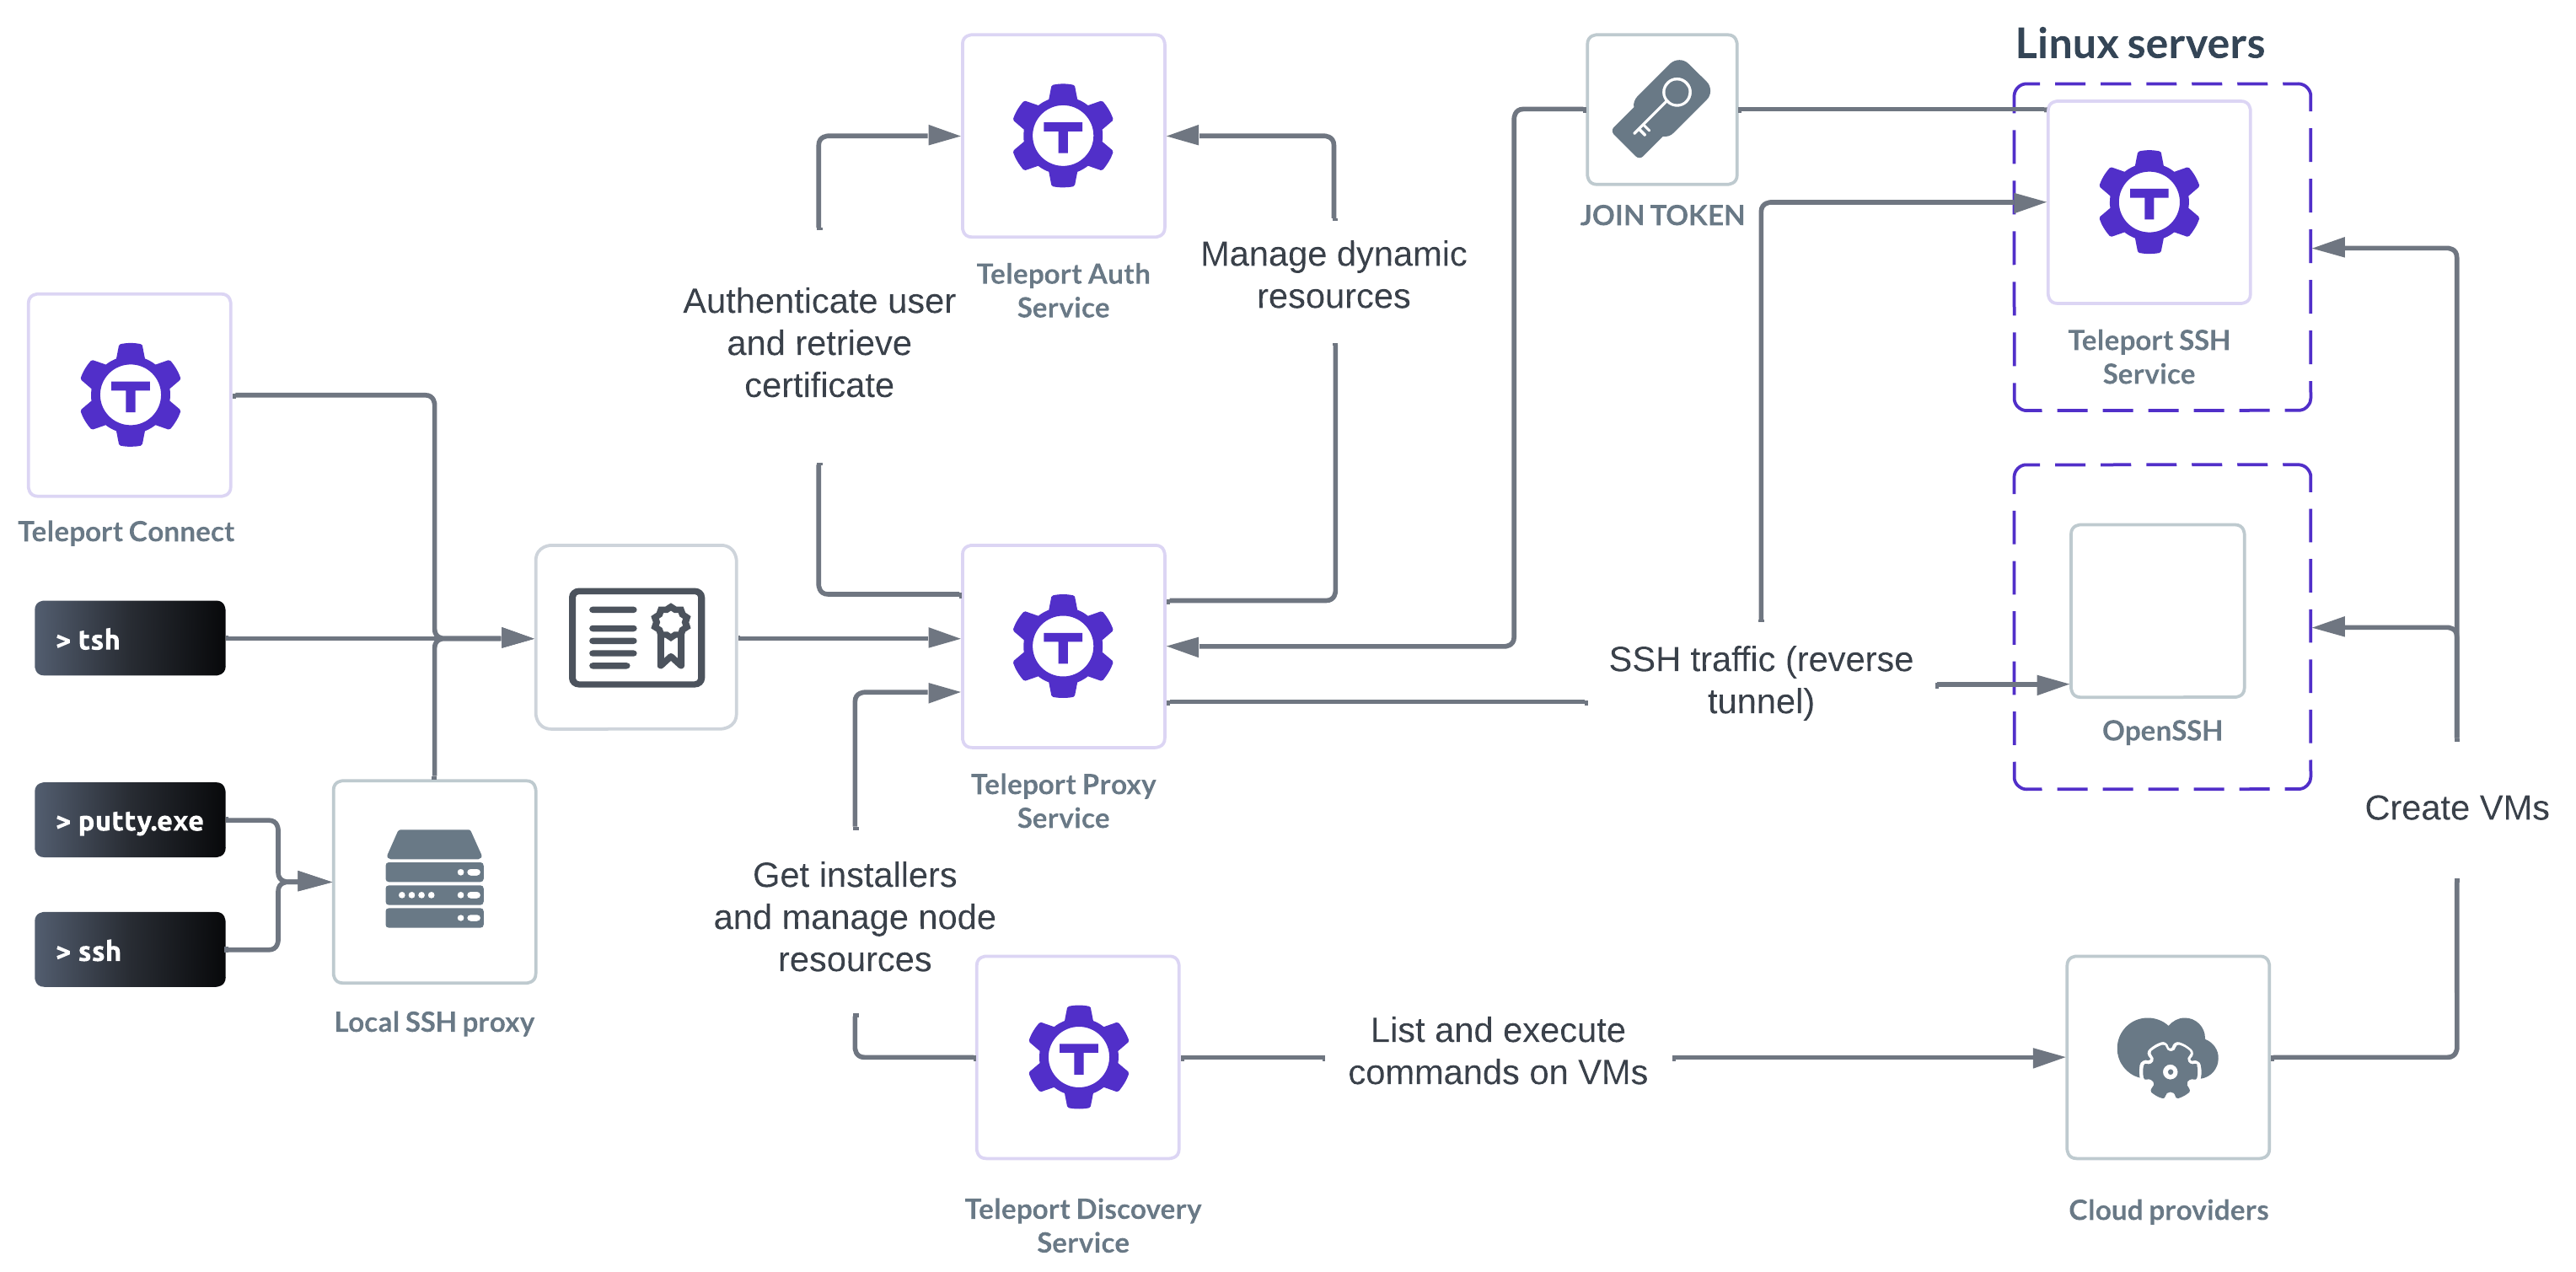 Linux servers
JOIN TOKEN
Teleport Auth
Service
Manage dynamic
resources
Authenticate user
and retrieve
certificate
Teleport SSH
Service
Teleport Connect
> tsh
SSH traffic (reverse
tunnel)
OpenSSH
Teleport Proxy
Service
> putty.exe
Create VMs
Get installers
and manage node
resources
> ssh
Local SSH proxy
List and execute
commands on VMs
Teleport Discovery
Service
Cloud providers